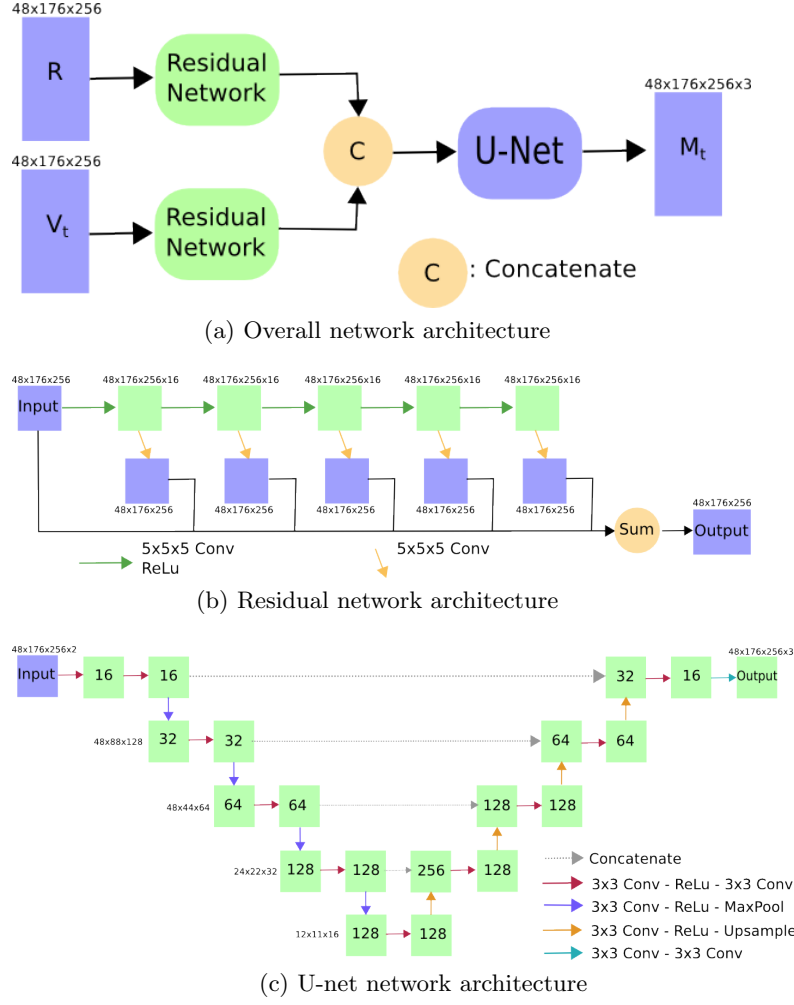 48x176x256
R
Residual
Network
48x176x256
V_t
Residual
Network
C
U-Net
48x176x256x3
M_t
C : Concatenate
(a) Overall network architecture
48x176x256 48x176x256x16 48x176x256x16 48x176x256x16 48x176x256x16 48x176x256x16
Input
48x176x256 48x176x256 48x176x256 48x176x256 48x176x256
48x176x256
Sum
Output
5x5x5 Conv
ReLu
5x5x5 Conv
(b) Residual network architecture
48x176x256x2 48x176x256x3
Input 16 16 32 16 Output
48x88x128 32 32 64 64
48x44x64 64 64 128 128
24x22x32 128 128 256 128
12x11x16 128 128
Concatenate
3x3 Conv - ReLu - 3x3 Conv
3x3 Conv - ReLu - MaxPool
3x3 Conv - ReLu - Upsample
3x3 Conv - 3x3 Conv
(c) U-net network architecture